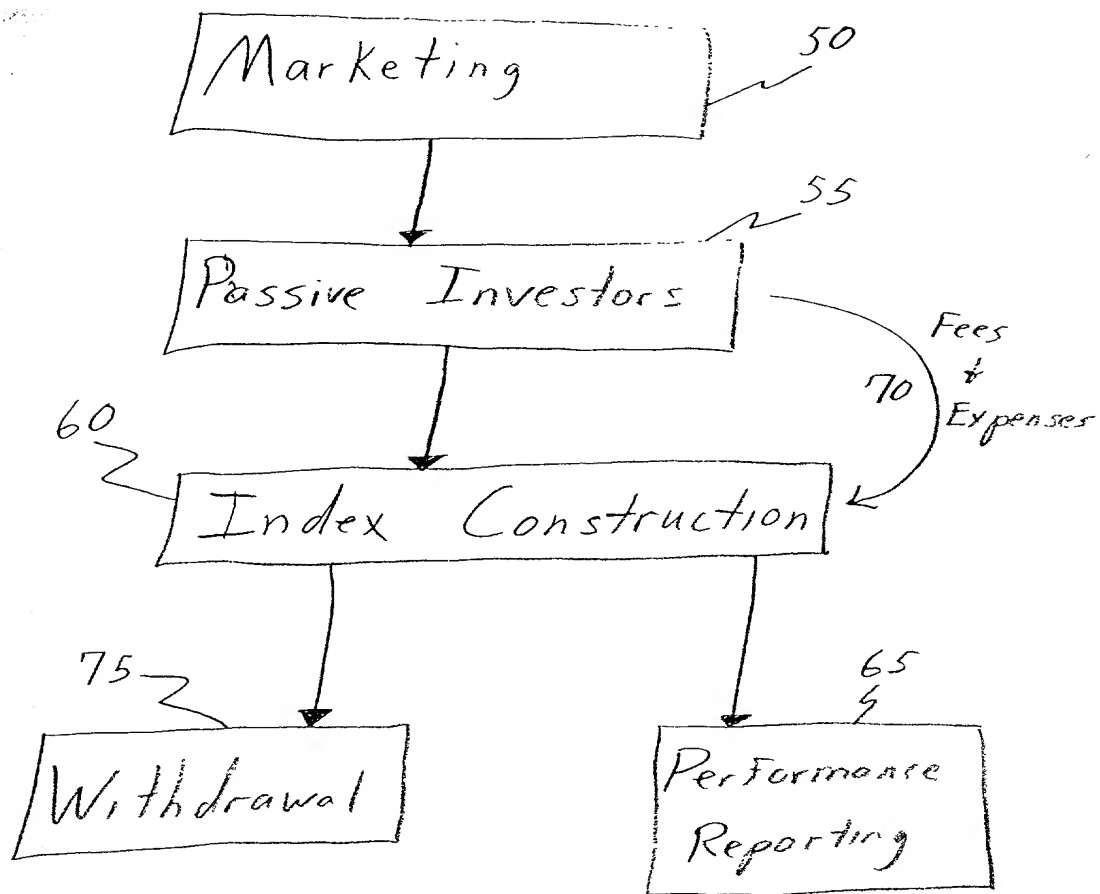 Marketing
50
55
Passive Investors
Fees
&
Expenses
70
60
Index Construction
75
65
Withdrawal
Performance
Reporting